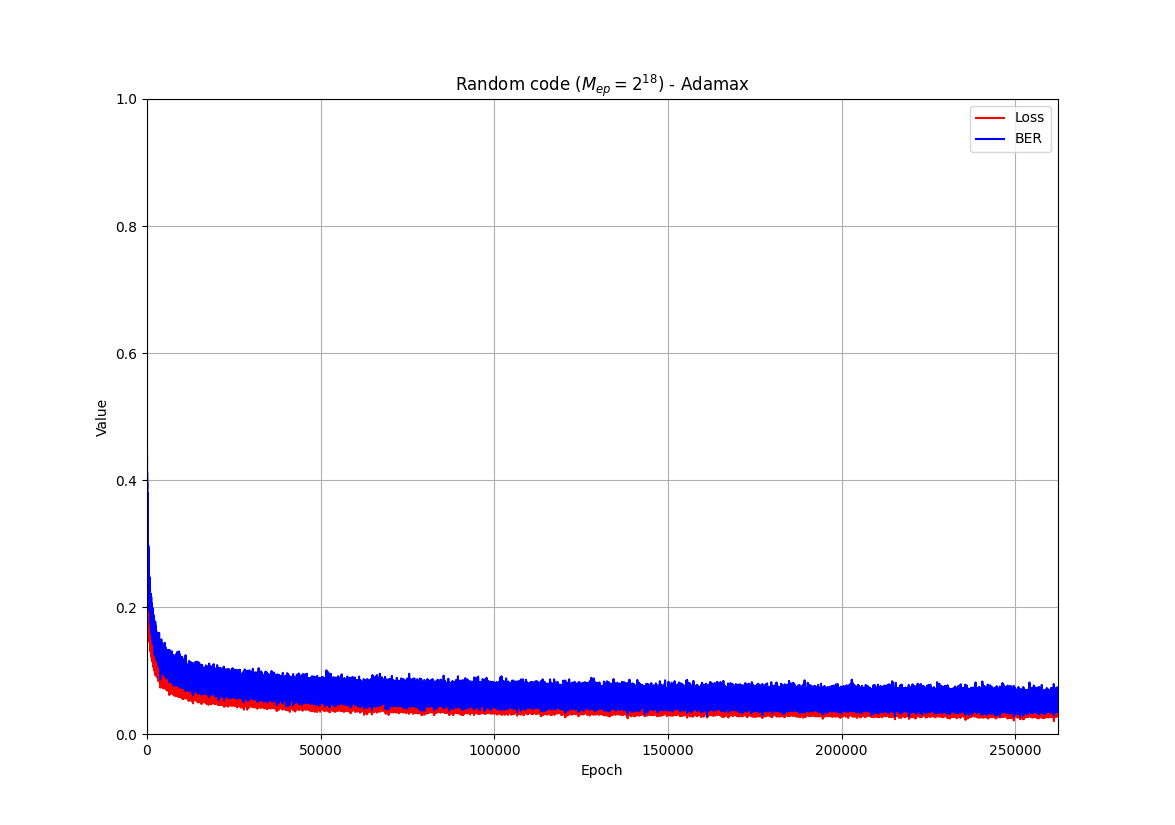 Random code ($M_{ep} = 2^{18}$) - Adamax
Loss
BER
1.0
0.8
0.6
0.4
0.2
0.0
Value
0
50000
100000
150000
200000
250000
Epoch